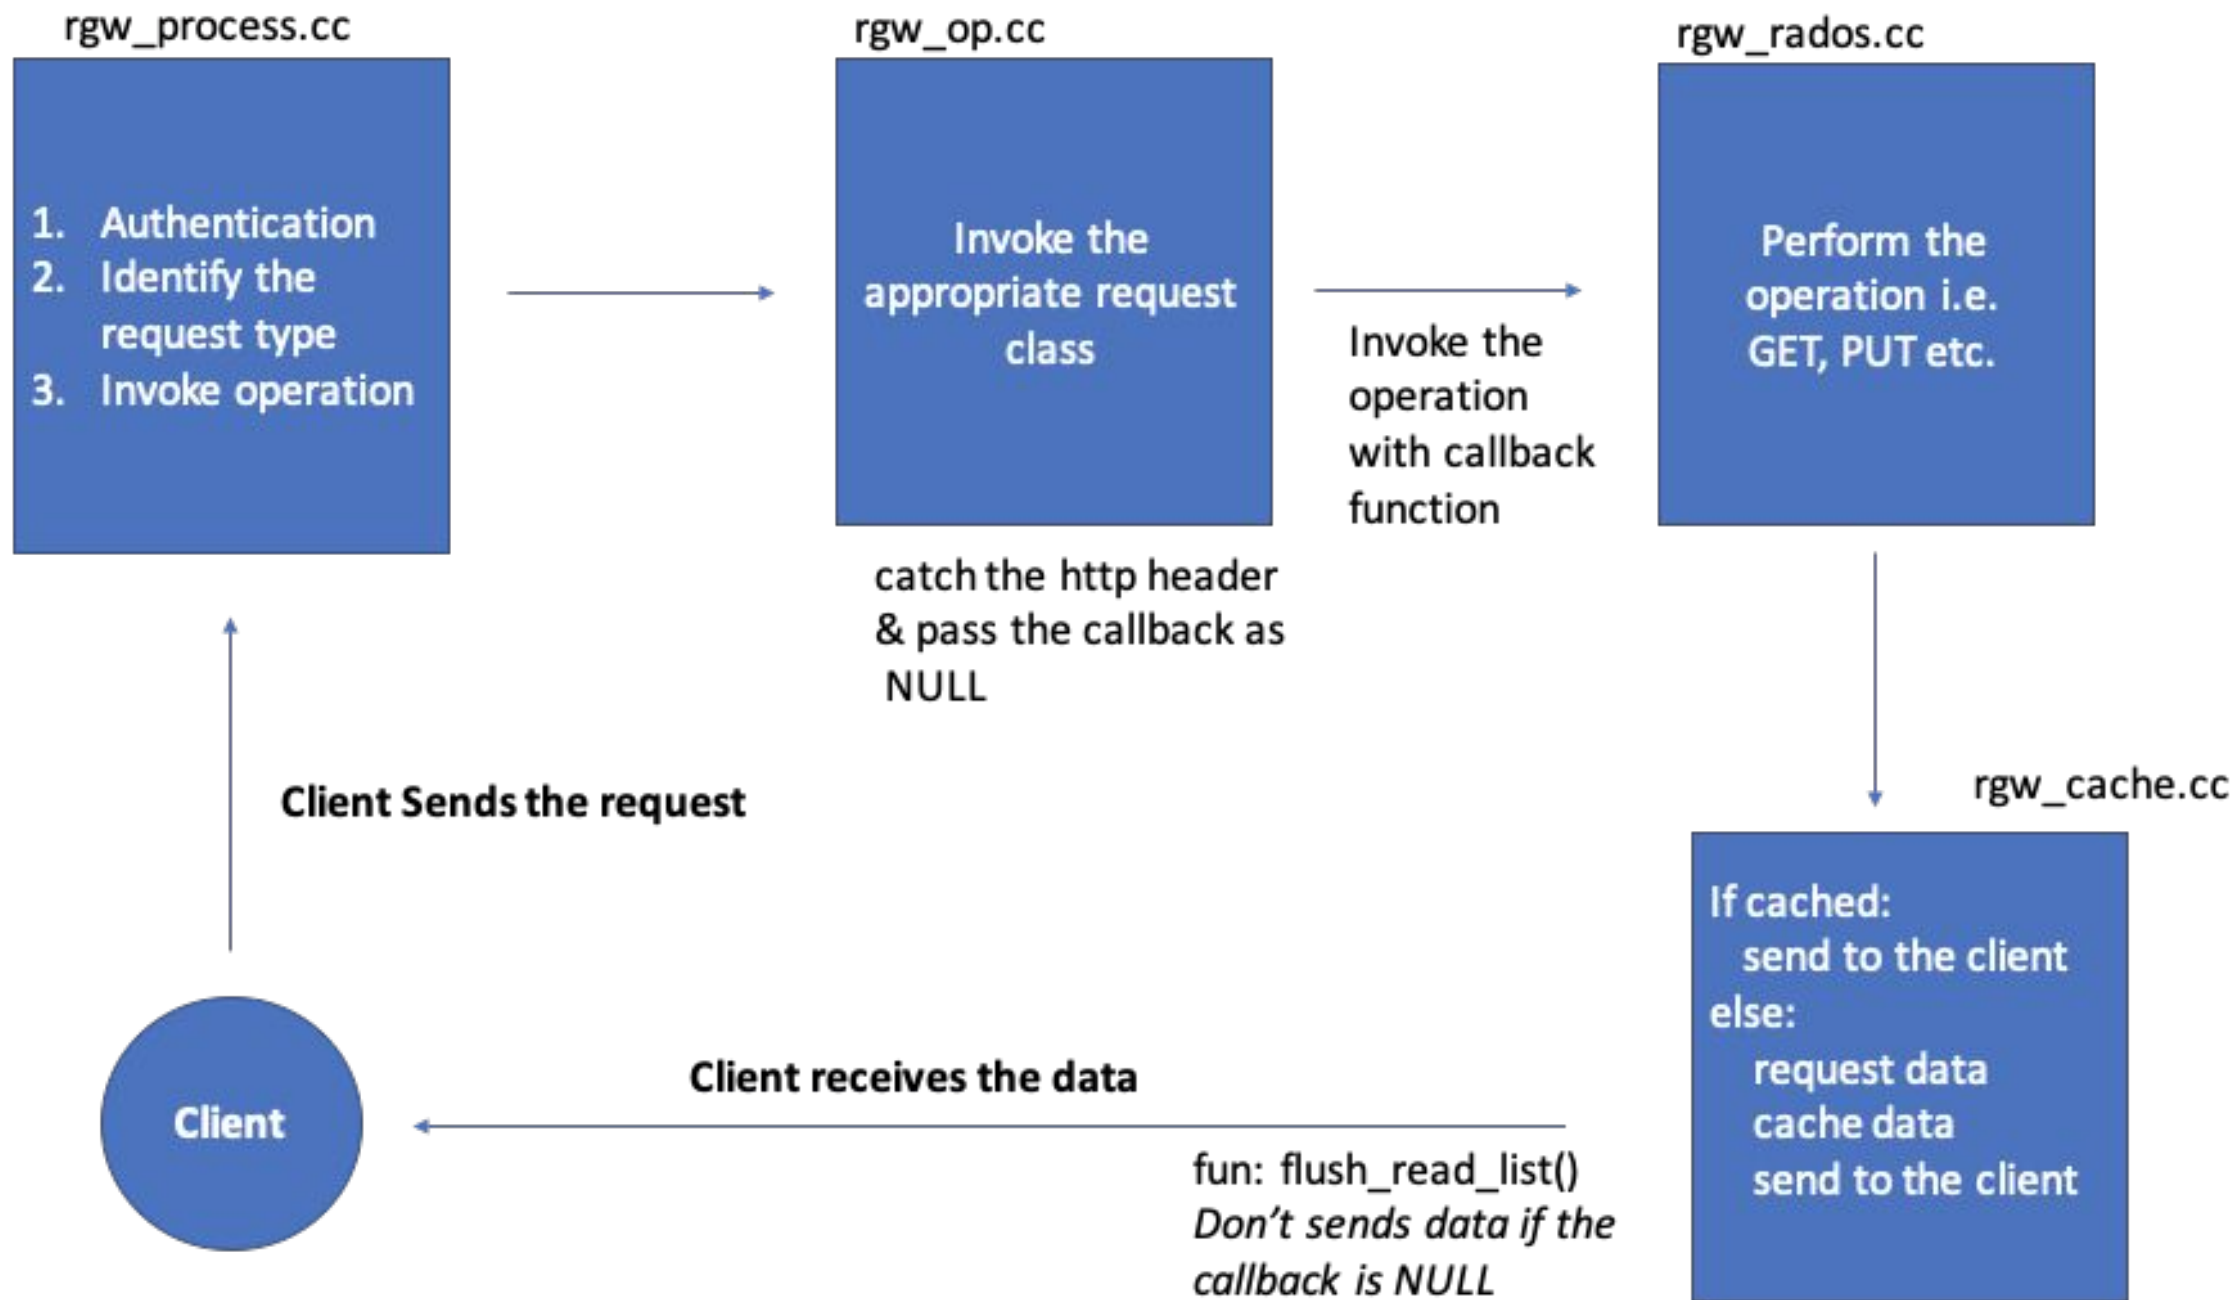 rgw_process.cc
1. Authentication
2. Identify the
request type
3. Invoke operation
rgw_op.cc
Invoke the
appropriate request
class
catch the http header
& pass the callback as
NULL
Invoke the
operation
with callback
function
rgw_rados.cc
Perform the
operation i.e.
GET, PUT etc.
rgw_cache.cc
If cached:
send to the client
else:
request data
cache data
send to the client
Client Sends the request
Client
Client receives the data
fun: flush_read_list()
Don’t sends data if the
callback is NULL